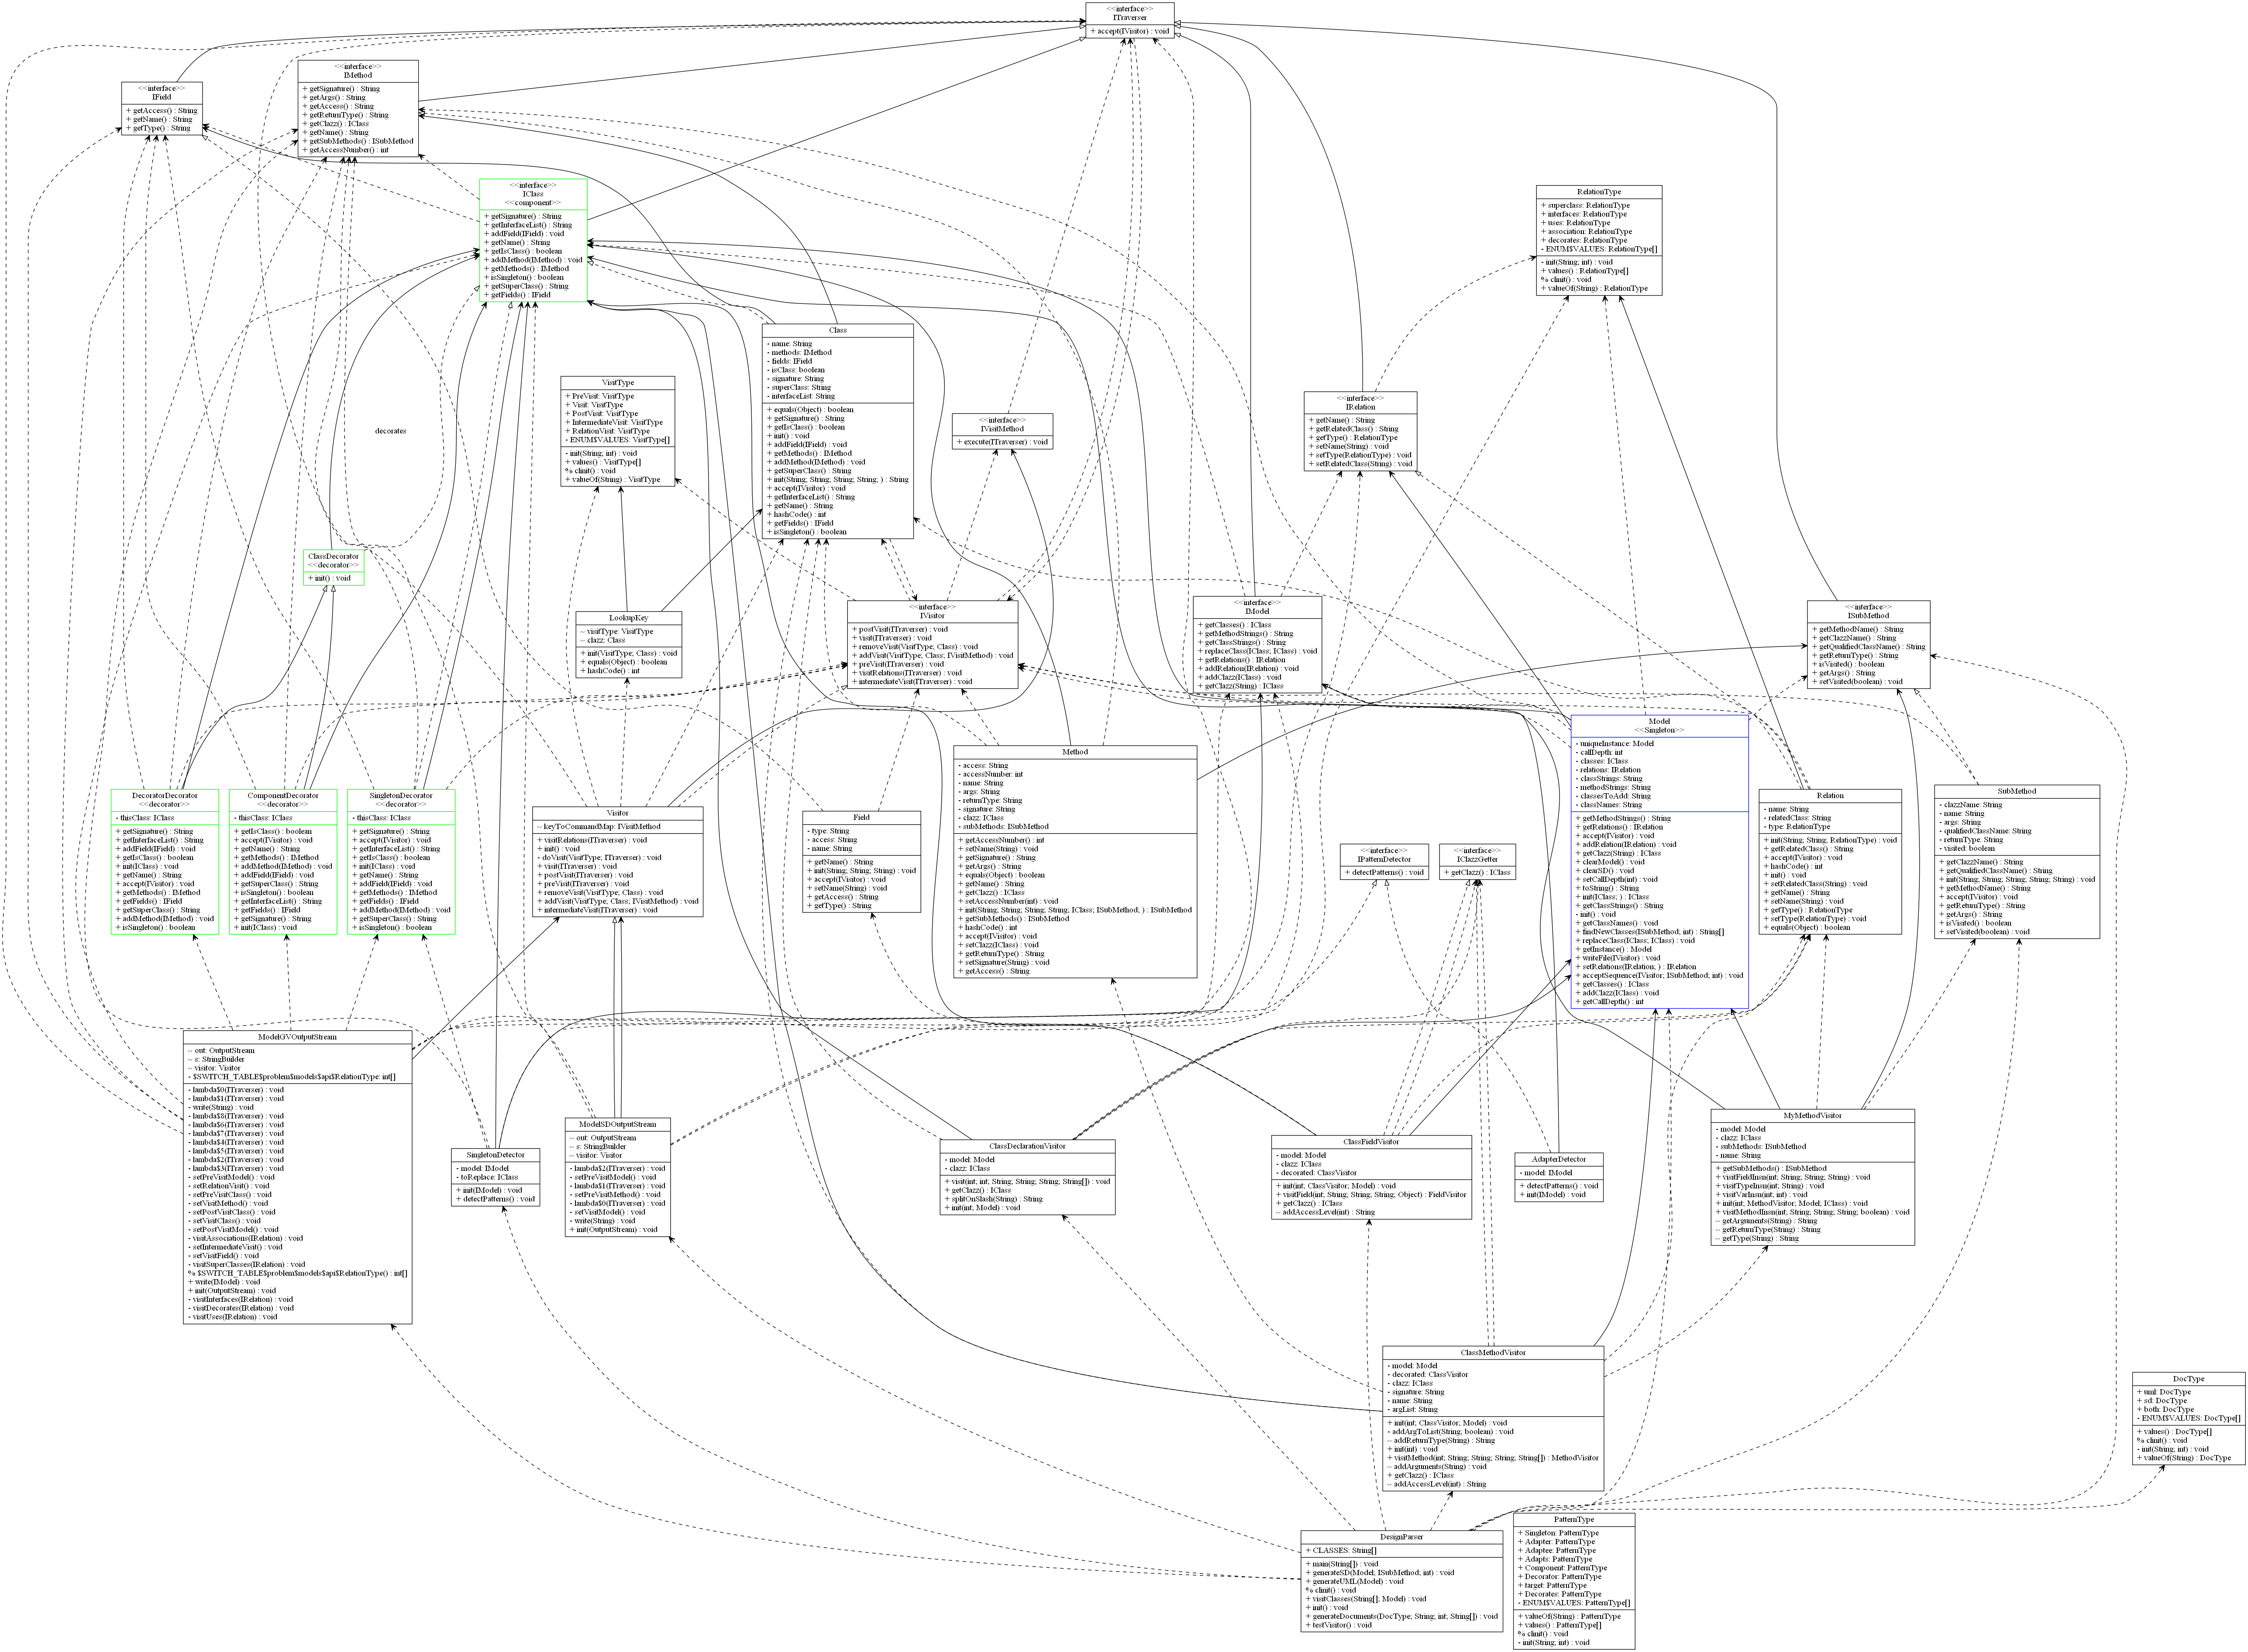 <<interface>>
ITraverser
+ accept(IVisitor) : void
<<interface>>
IField
+ getAccess() : String
+ getName() : String
+ getType() : String
<<interface>>
IMethod
+ getSignature() : String
+ getArgs() : String
+ getAccess() : String
+ getReturnType() : String
+ getClazz() : IClass
+ getName() : String
+ getSubMethods() : ISubMethod
+ getAccessNumber() : int
<<interface>>
IClass
<<component>>
+ getSignature() : String
+ getInterfaceList() : String
+ addField(IField) : void
+ getName() : String
+ getIsClass() : boolean
+ addMethod(IMethod) : void
+ getMethods() : IMethod
+ isSingleton() : boolean
+ getSuperClass() : String
+ getFields() : IField
RelationType
+ superclass: RelationType
+ interfaces: RelationType
+ uses: RelationType
+ association: RelationType
+ decorates: RelationType
- ENUM$VALUES: RelationType[]
- init(String; int) : void
+ values() : RelationType[]
% clinit() : void
+ valueOf(String) : RelationType
Class
- name: String
- methods: IMethod
- fields: IField
- isClass: boolean
- signature: String
- superClass: String
- interfaceList: String
+ equals(Object) : boolean
+ getSignature() : String
+ getIsClass() : boolean
+ init() : void
+ addField(IField) : void
+ getMethods() : IMethod
+ addMethod(IMethod) : void
+ getSuperClass() : String
+ init(String; String; String; String; ) : String
+ accept(IVisitor) : void
+ getInterfaceList() : String
+ getName() : String
+ hashCode() : int
+ getFields() : IField
+ isSingleton() : boolean
VisitType
+ PreVisit: VisitType
+ Visit: VisitType
+ PostVisit: VisitType
+ IntermediateVisit: VisitType
+ RelationVisit: VisitType
- ENUM$VALUES: VisitType[]
- init(String; int) : void
+ values() : VisitType[]
% clinit() : void
+ valueOf(String) : VisitType
<<interface>>
IVisitMethod
+ execute(ITraverser) : void
<<interface>>
IRelation
+ getName() : String
+ getRelatedClass() : String
+ getType() : RelationType
+ setName(String) : void
+ setType(RelationType) : void
+ setRelatedClass(String) : void
decorates
ClassDecorator
<<decorator>>
+ init() : void
LookupKey
-- visitType: VisitType
-- clazz: Class
+ init(VisitType; Class) : void
+ equals(Object) : boolean
+ hashCode() : int
<<interface>>
IVisitor
+ postVisit(ITraverser) : void
+ visit(ITraverser) : void
+ removeVisit(VisitType; Class) : void
+ addVisit(VisitType; Class; IVisitMethod) : void
+ preVisit(ITraverser) : void
+ visitRelations(ITraverser) : void
+ intermediateVisit(ITraverser) : void
<<interface>>
IModel
+ getClasses() : IClass
+ getMethodStrings() : String
+ getClassStrings() : String
+ replaceClass(IClass; IClass) : void
+ getRelations() : IRelation
+ addRelation(IRelation) : void
+ addClazz(IClass) : void
+ getClazz(String) : IClass
<<interface>>
ISubMethod
+ getMethodName() : String
+ getClazzName() : String
+ getQualifiedClassName() : String
+ getReturnType() : String
+ isVisited() : boolean
+ getArgs() : String
+ setVisited(boolean) : void
DecoratorDecorator
<<decorator>>
- thisClass: IClass
+ getSignature() : String
+ getInterfaceList() : String
+ addField(IField) : void
+ getIsClass() : boolean
+ init(IClass) : void
+ getName() : String
+ accept(IVisitor) : void
+ getMethods() : IMethod
+ getFields() : IField
+ getSuperClass() : String
+ addMethod(IMethod) : void
+ isSingleton() : boolean
ComponentDecorator
<<decorator>>
- thisClass: IClass
+ getIsClass() : boolean
+ accept(IVisitor) : void
+ getName() : String
+ getMethods() : IMethod
+ addMethod(IMethod) : void
+ addField(IField) : void
+ getSuperClass() : String
+ isSingleton() : boolean
+ getInterfaceList() : String
+ getFields() : IField
+ getSignature() : String
+ init(IClass) : void
SingletonDecorator
<<decorator>>
- thisClass: IClass
+ getSignature() : String
+ accept(IVisitor) : void
+ getInterfaceList() : String
+ getIsClass() : boolean
+ init(IClass) : void
+ getName() : String
+ addField(IField) : void
+ getMethods() : IMethod
+ getFields() : IField
+ addMethod(IMethod) : void
+ getSuperClass() : String
+ isSingleton() : boolean
Visitor
-- keyToCommandMap: IVisitMethod
+ visitRelations(ITraverser) : void
+ init() : void
- doVisit(VisitType; ITraverser) : void
+ visit(ITraverser) : void
+ postVisit(ITraverser) : void
+ preVisit(ITraverser) : void
+ removeVisit(VisitType; Class) : void
+ addVisit(VisitType; Class; IVisitMethod) : void
+ intermediateVisit(ITraverser) : void
Field
- type: String
- access: String
- name: String
+ getName() : String
+ init(String; String; String) : void
+ accept(IVisitor) : void
+ setName(String) : void
+ getAccess() : String
+ getType() : String
Method
- access: String
- accessNumber: int
- name: String
- args: String
- returnType: String
- signature: String
- clazz: IClass
- subMethods: ISubMethod
+ getAccessNumber() : int
+ setName(String) : void
+ getSignature() : String
+ getArgs() : String
+ equals(Object) : boolean
+ getName() : String
+ getClazz() : IClass
+ setAccessNumber(int) : void
+ init(String; String; String; String; IClass; ISubMethod; ) : ISubMethod
+ getSubMethods() : ISubMethod
+ hashCode() : int
+ accept(IVisitor) : void
+ setClazz(IClass) : void
+ getReturnType() : String
+ setSignature(String) : void
+ getAccess() : String
<<interface>>
IPatternDetector
+ detectPatterns() : void
<<interface>>
IClazzGetter
+ getClazz() : IClass
Model
<<Singleton>>
- uniqueInstance: Model
- callDepth: int
- classes: IClass
- relations: IRelation
- classStrings: String
- methodStrings: String
- classesToAdd: String
- classNames: String
+ getMethodStrings() : String
+ getRelations() : IRelation
+ accept(IVisitor) : void
+ addRelation(IRelation) : void
+ getClazz(String) : IClass
+ clearModel() : void
+ clearSD() : void
+ setCallDepth(int) : void
+ toString() : String
+ init(IClass; ) : IClass
+ getClassStrings() : String
- init() : void
+ getClassNames() : void
+ findNewClasses(ISubMethod; int) : String[]
+ replaceClass(IClass; IClass) : void
+ getInstance() : Model
+ writeFile(IVisitor) : void
+ setRelations(IRelation; ) : IRelation
+ acceptSequence(IVisitor; ISubMethod; int) : void
+ getClasses() : IClass
+ addClazz(IClass) : void
+ getCallDepth() : int
Relation
- name: String
- relatedClass: String
- type: RelationType
+ init(String; String; RelationType) : void
+ getRelatedClass() : String
+ accept(IVisitor) : void
+ hashCode() : int
+ init() : void
+ setRelatedClass(String) : void
+ getName() : String
+ setName(String) : void
+ getType() : RelationType
+ setType(RelationType) : void
+ equals(Object) : boolean
SubMethod
- clazzName: String
- name: String
- args: String
- qualifiedClassName: String
- returnType: String
- visited: boolean
+ getClazzName() : String
+ getQualifiedClassName() : String
+ init(String; String; String; String; String) : void
+ getMethodName() : String
+ accept(IVisitor) : void
+ getReturnType() : String
+ getArgs() : String
+ isVisited() : boolean
+ setVisited(boolean) : void
ModelGVOutputStream
-- out: OutputStream
-- s: StringBuilder
-- visitor: Visitor
- $SWITCH_TABLE$problem$models$api$RelationType: int[]
- lambda$0(ITraverser) : void
- lambda$1(ITraverser) : void
- write(String) : void
- lambda$8(ITraverser) : void
- lambda$6(ITraverser) : void
- lambda$7(ITraverser) : void
- lambda$4(ITraverser) : void
- lambda$5(ITraverser) : void
- lambda$2(ITraverser) : void
- lambda$3(ITraverser) : void
- setPreVisitModel() : void
- setRelationVisit() : void
- setPreVisitClass() : void
- setVisitMethod() : void
- setPostVisitClass() : void
- setVisitClass() : void
- setPostVisitModel() : void
- visitAssociations(IRelation) : void
- setIntermediateVisit() : void
- setVisitField() : void
- visitSuperClasses(IRelation) : void
% $SWITCH_TABLE$problem$models$api$RelationType() : int[]
+ write(IModel) : void
+ init(OutputStream) : void
- visitInterfaces(IRelation) : void
- visitDecorates(IRelation) : void
- visitUses(IRelation) : void
SingletonDetector
- model: IModel
- toReplace: IClass
+ init(IModel) : void
+ detectPatterns() : void
ModelSDOutputStream
-- out: OutputStream
-- s: StringBuilder
-- visitor: Visitor
- lambda$2(ITraverser) : void
- setPreVisitModel() : void
- lambda$1(ITraverser) : void
- setPreVisitMethod() : void
- lambda$0(ITraverser) : void
- setVisitModel() : void
- write(String) : void
+ init(OutputStream) : void
ClassDeclarationVisitor
- model: Model
- clazz: IClass
+ visit(int; int; String; String; String; String[]) : void
+ getClazz() : IClass
+ splitOnSlash(String) : String
+ init(int; Model) : void
ClassFieldVisitor
- model: Model
- clazz: IClass
- decorated: ClassVisitor
+ init(int; ClassVisitor; Model) : void
+ visitField(int; String; String; String; Object) : FieldVisitor
+ getClazz() : IClass
-- addAccessLevel(int) : String
AdapterDetector
- model: IModel
+ detectPatterns() : void
+ init(IModel) : void
MyMethodVisitor
- model: Model
- clazz: IClass
- subMethods: ISubMethod
- name: String
+ getSubMethods() : ISubMethod
+ visitFieldInsn(int; String; String; String) : void
+ visitTypeInsn(int; String) : void
+ visitVarInsn(int; int) : void
+ init(int; MethodVisitor; Model; IClass) : void
+ visitMethodInsn(int; String; String; String; boolean) : void
-- getArguments(String) : String
-- getReturnType(String) : String
-- getType(String) : String
ClassMethodVisitor
- model: Model
- decorated: ClassVisitor
- clazz: IClass
- signature: String
- name: String
- argList: String
+ init(int; ClassVisitor; Model) : void
- addArgToList(String; boolean) : void
-- addReturnType(String) : String
+ init(int) : void
+ visitMethod(int; String; String; String; String[]) : MethodVisitor
-- addArguments(String) : void
+ getClazz() : IClass
-- addAccessLevel(int) : String
DocType
+ uml: DocType
+ sd: DocType
+ both: DocType
- ENUM$VALUES: DocType[]
+ values() : DocType[]
% clinit() : void
- init(String; int) : void
+ valueOf(String) : DocType
DesignParser
+ CLASSES: String[]
+ main(String[]) : void
+ generateSD(Model; ISubMethod; int) : void
+ generateUML(Model) : void
% clinit() : void
+ visitClasses(String[]; Model) : void
+ init() : void
+ generateDocuments(DocType; String; int; String[]) : void
+ testVisitor() : void
PatternType
+ Singleton: PatternType
+ Adapter: PatternType
+ Adaptee: PatternType
+ Adapts: PatternType
+ Component: PatternType
+ Decorator: PatternType
+ target: PatternType
+ Decorates: PatternType
- ENUM$VALUES: PatternType[]
+ valueOf(String) : PatternType
+ values() : PatternType[]
% clinit() : void
- init(String; int) : void